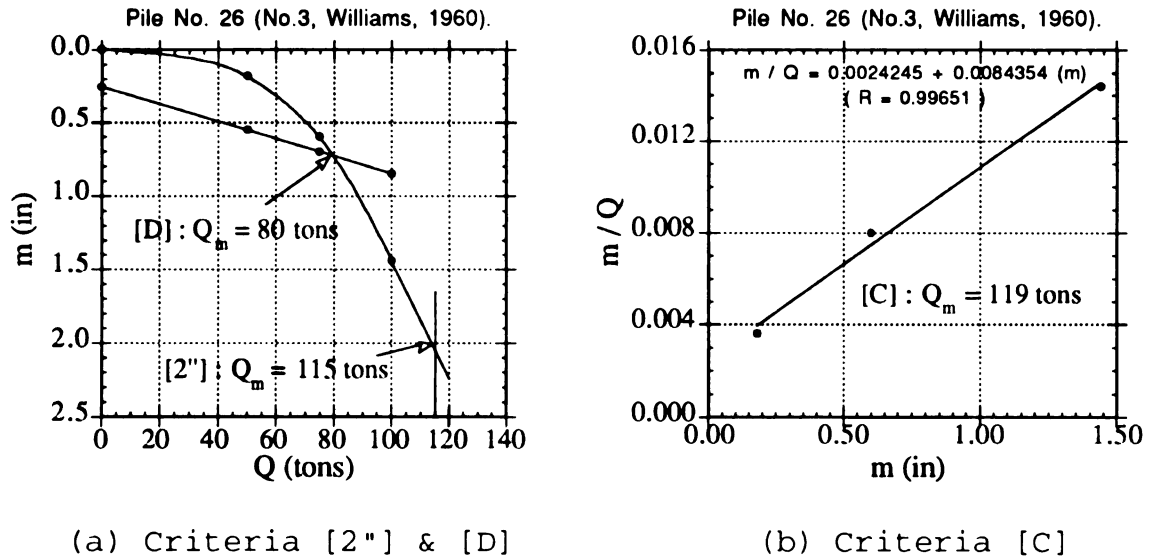 Pile No. 26 (No.3, Williams, 1960).
0.0
0.5
1.0
1.5
2.0
2.5
m (in)
[D] : Qm = 80 tons
[2"] : Qm = 115 tons
0 20 40 60 80 100 120 140
Q (tons)
(a) Criteria [2"] & [D]
Pile No. 26 (No.3, Williams, 1960).
0.016
0.012
0.008
0.004
0.000
m / Q
m / Q = 0.0024245 + 0.0084354 (m)
( R = 0.99651 )
[C] : Qm = 119 tons
0.00 0.50 1.00 1.50
m (in)
(b) Criteria [C]